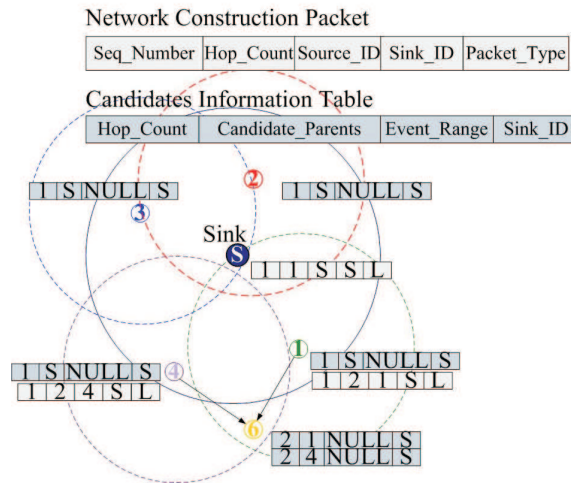 Network Construction Packet
Seq_Number Hop_Count Source_ID Sink_ID Packet_Type
Candidates Information Table
Hop_Count Candidate_Parents Event_Range Sink_ID
2
1 S NULL S
1 S NULL S
3
Sink
S
1 1 S S L
1
1 S NULL S
1 2 1 S L
4
1 S NULL S
1 2 4 S L
6
2 1 NULL S
2 4 NULL S